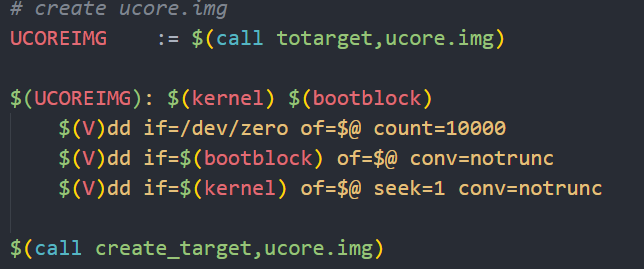 # create ucore.img
UCOREIMG    := $(call totarget,ucore.img)

$(UCOREIMG): $(kernel) $(bootblock)
    $(V)dd if=/dev/zero of=$@ count=10000
    $(V)dd if=$(bootblock) of=$@ conv=notrunc
    $(V)dd if=$(kernel) of=$@ seek=1 conv=notrunc

$(call create_target,ucore.img)